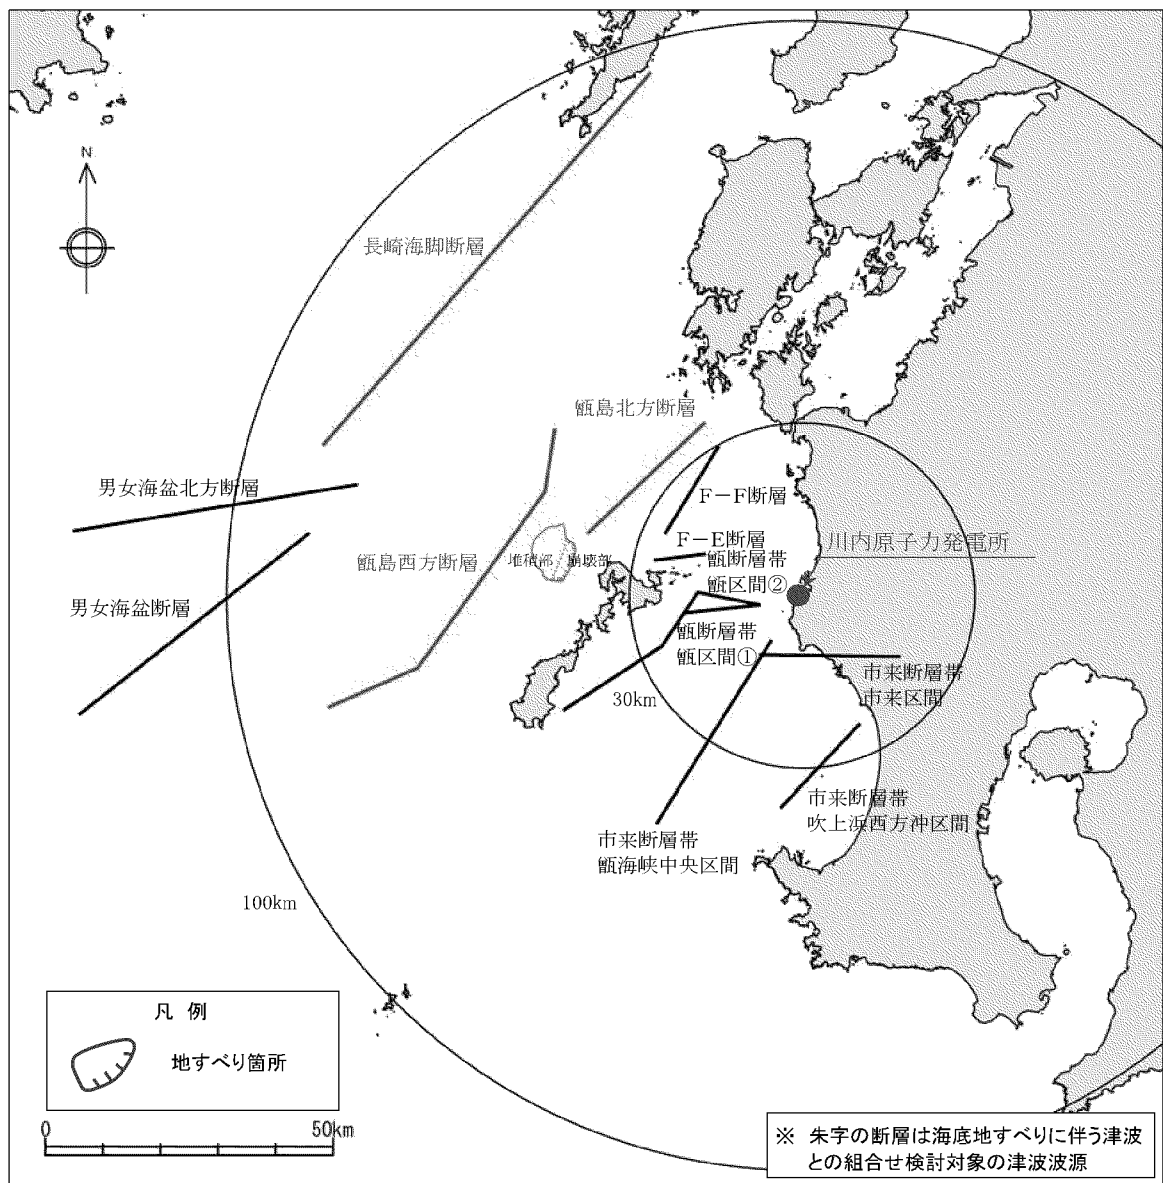 N
長崎海脚断層
甑島北方断層
男女海盆北方断層
F－F断層
F－E断層
川内原子力発電所
甑島西方断層
堆積部
崩壊部
甑断層帯
甑区間②
男女海盆断層
甑断層帯
甑区間①
市来断層帯
市来区間
30km
市来断層帯
吹上浜西方沖区間
市来断層帯
甑海峡中央区間
100km
凡 例
地すべり箇所
0
50km
※ 朱字の断層は海底地すべりに伴う津波
との組合せ検討対象の津波波源